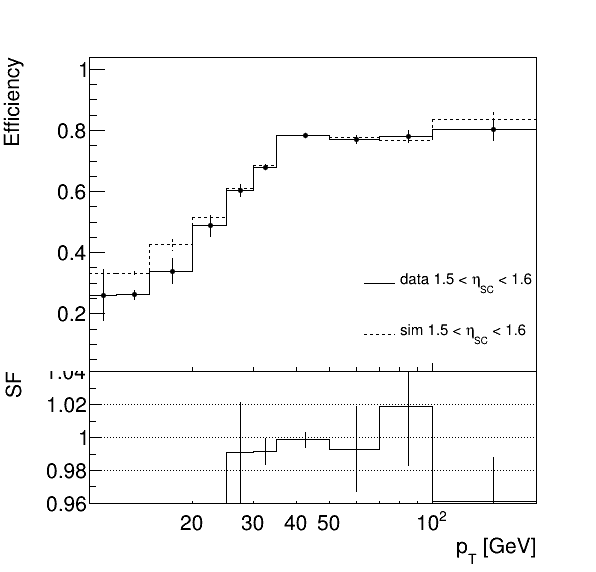 Efficiency
1
0.8
0.6
0.4
0.2
data 1.5 < η_SC < 1.6
sim 1.5 < η_SC < 1.6
SF
1.04
1.02
1
0.98
0.96
20 30 40 50 10²
p_T [GeV]